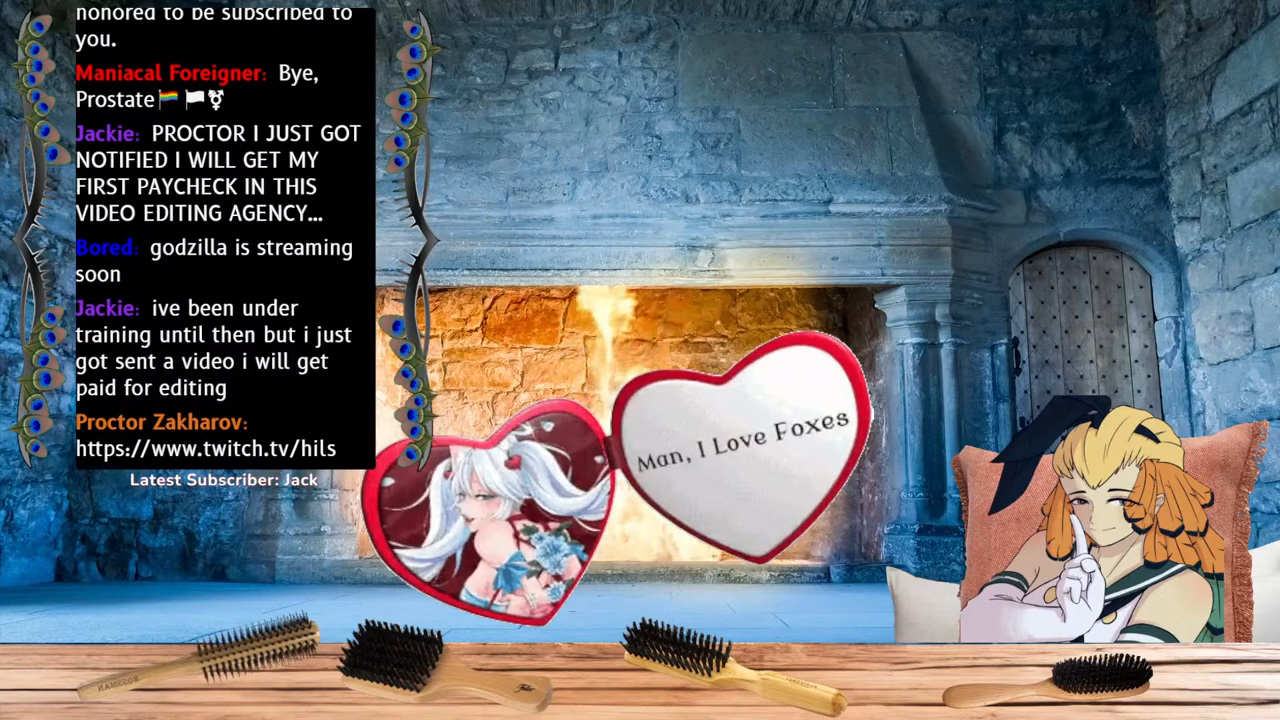 honored to be subscribed to
you.
Maniacal Foreigner: Bye,
Prostate🏳️‍🌈 🏳⚧
Jackie: PROCTOR I JUST GOT
NOTIFIED I WILL GET MY
FIRST PAYCHECK IN THIS
VIDEO EDITING AGENCY...
Bored: godzilla is streaming
soon
Jackie: ive been under
training until then but i just
got sent a video i will get
paid for editing
Proctor Zakharov:
https://www.twitch.tv/hils
Latest Subscriber: Jack
Man, I Love Foxes